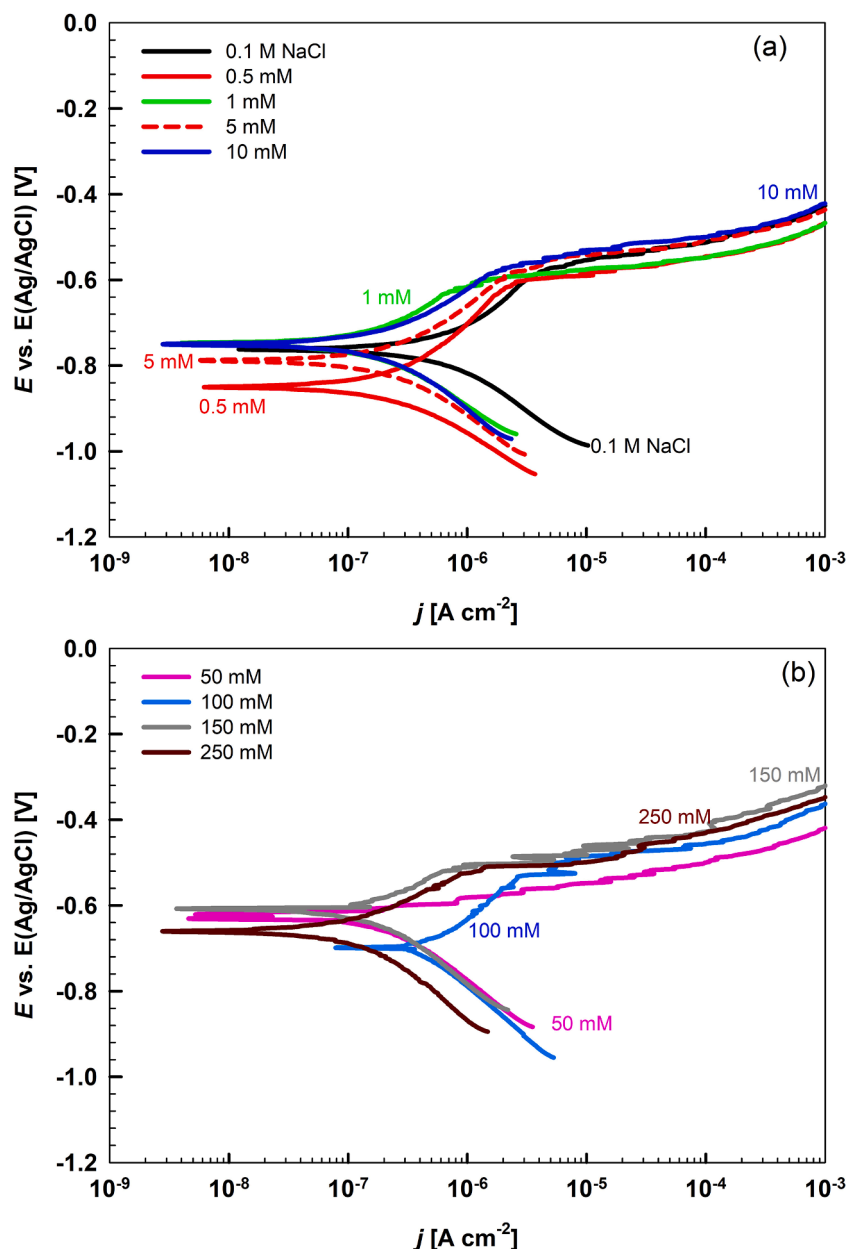 (a)
0.1 M NaCl
0.5 mM
1 mM
5 mM
10 mM
0.0
-0.2
-0.4
-0.6
-0.8
-1.0
-1.2
E vs. E(Ag/AgCl) [V]
10 mM
1 mM
5 mM
0.5 mM
0.1 M NaCl
10⁻⁹ 10⁻⁸ 10⁻⁷ 10⁻⁶ 10⁻⁵ 10⁻⁴ 10⁻³
j [A cm⁻²]
(b)
50 mM
100 mM
150 mM
250 mM
0.0
-0.2
-0.4
-0.6
-0.8
-1.0
-1.2
E vs. E(Ag/AgCl) [V]
150 mM
250 mM
100 mM
50 mM
10⁻⁹ 10⁻⁸ 10⁻⁷ 10⁻⁶ 10⁻⁵ 10⁻⁴ 10⁻³
j [A cm⁻²]